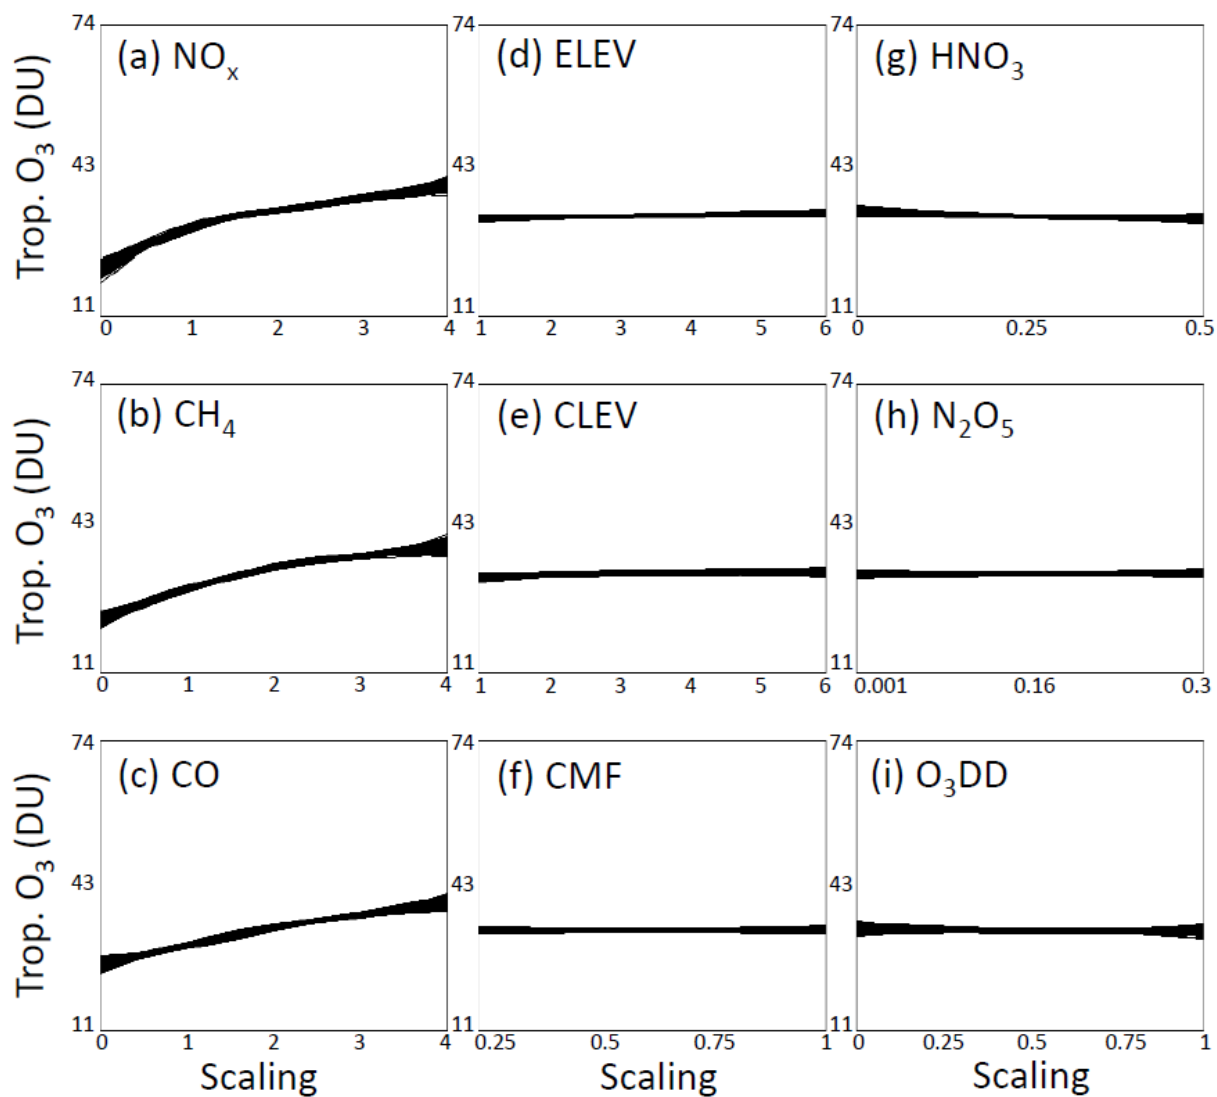 74 74 74
(a) NOx (d) ELEV (g) HNO3
Trop. O3 (DU)
43 43 43
11 11 11
0 1 2 3 4 1 2 3 4 5 6 0 0.25 0.5
74 74 74
(b) CH4 (e) CLEV (h) N2O5
Trop. O3 (DU)
43 43 43
11 11 11
0 1 2 3 4 1 2 3 4 5 6 0.001 0.16 0.3
74 74 74
(c) CO (f) CMF (i) O3DD
Trop. O3 (DU)
43 43 43
11 11 11
0 1 2 3 4 0.25 0.5 0.75 1 0 0.25 0.5 0.75 1
Scaling Scaling Scaling